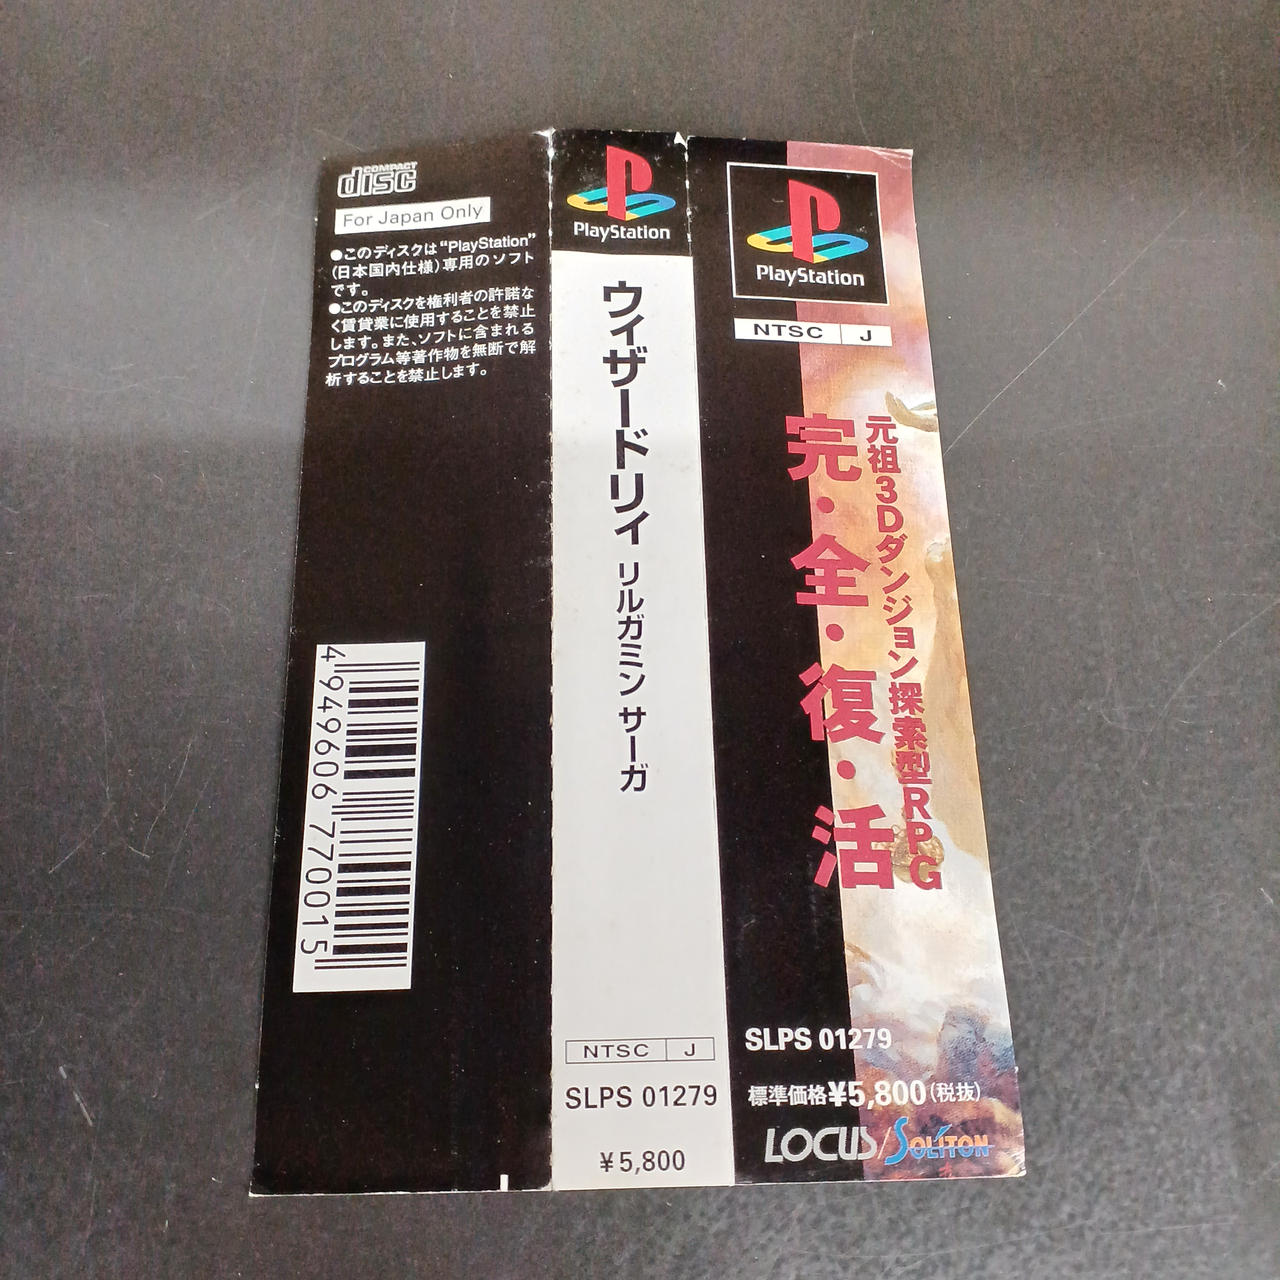 COMPACT
disc
For Japan Only
●このディスクは“PlayStation”
(日本国内仕様)専用のソフト
です。
●このディスクを権利者の許諾な
く賃貸業に使用することを禁止
します。また、ソフトに含まれる
プログラム等著作物を無断で解
析することを禁止します。
4949606770015
PlayStation
ウィザードリィ リルガミン サーガ
NTSC J
SLPS 01279
¥5,800
PlayStation
NTSC J
元祖3Dダンジョン探索型RPG
完・全・復・活
SLPS 01279
標準価格¥5,800(税抜)
LOCUS/SOLITON